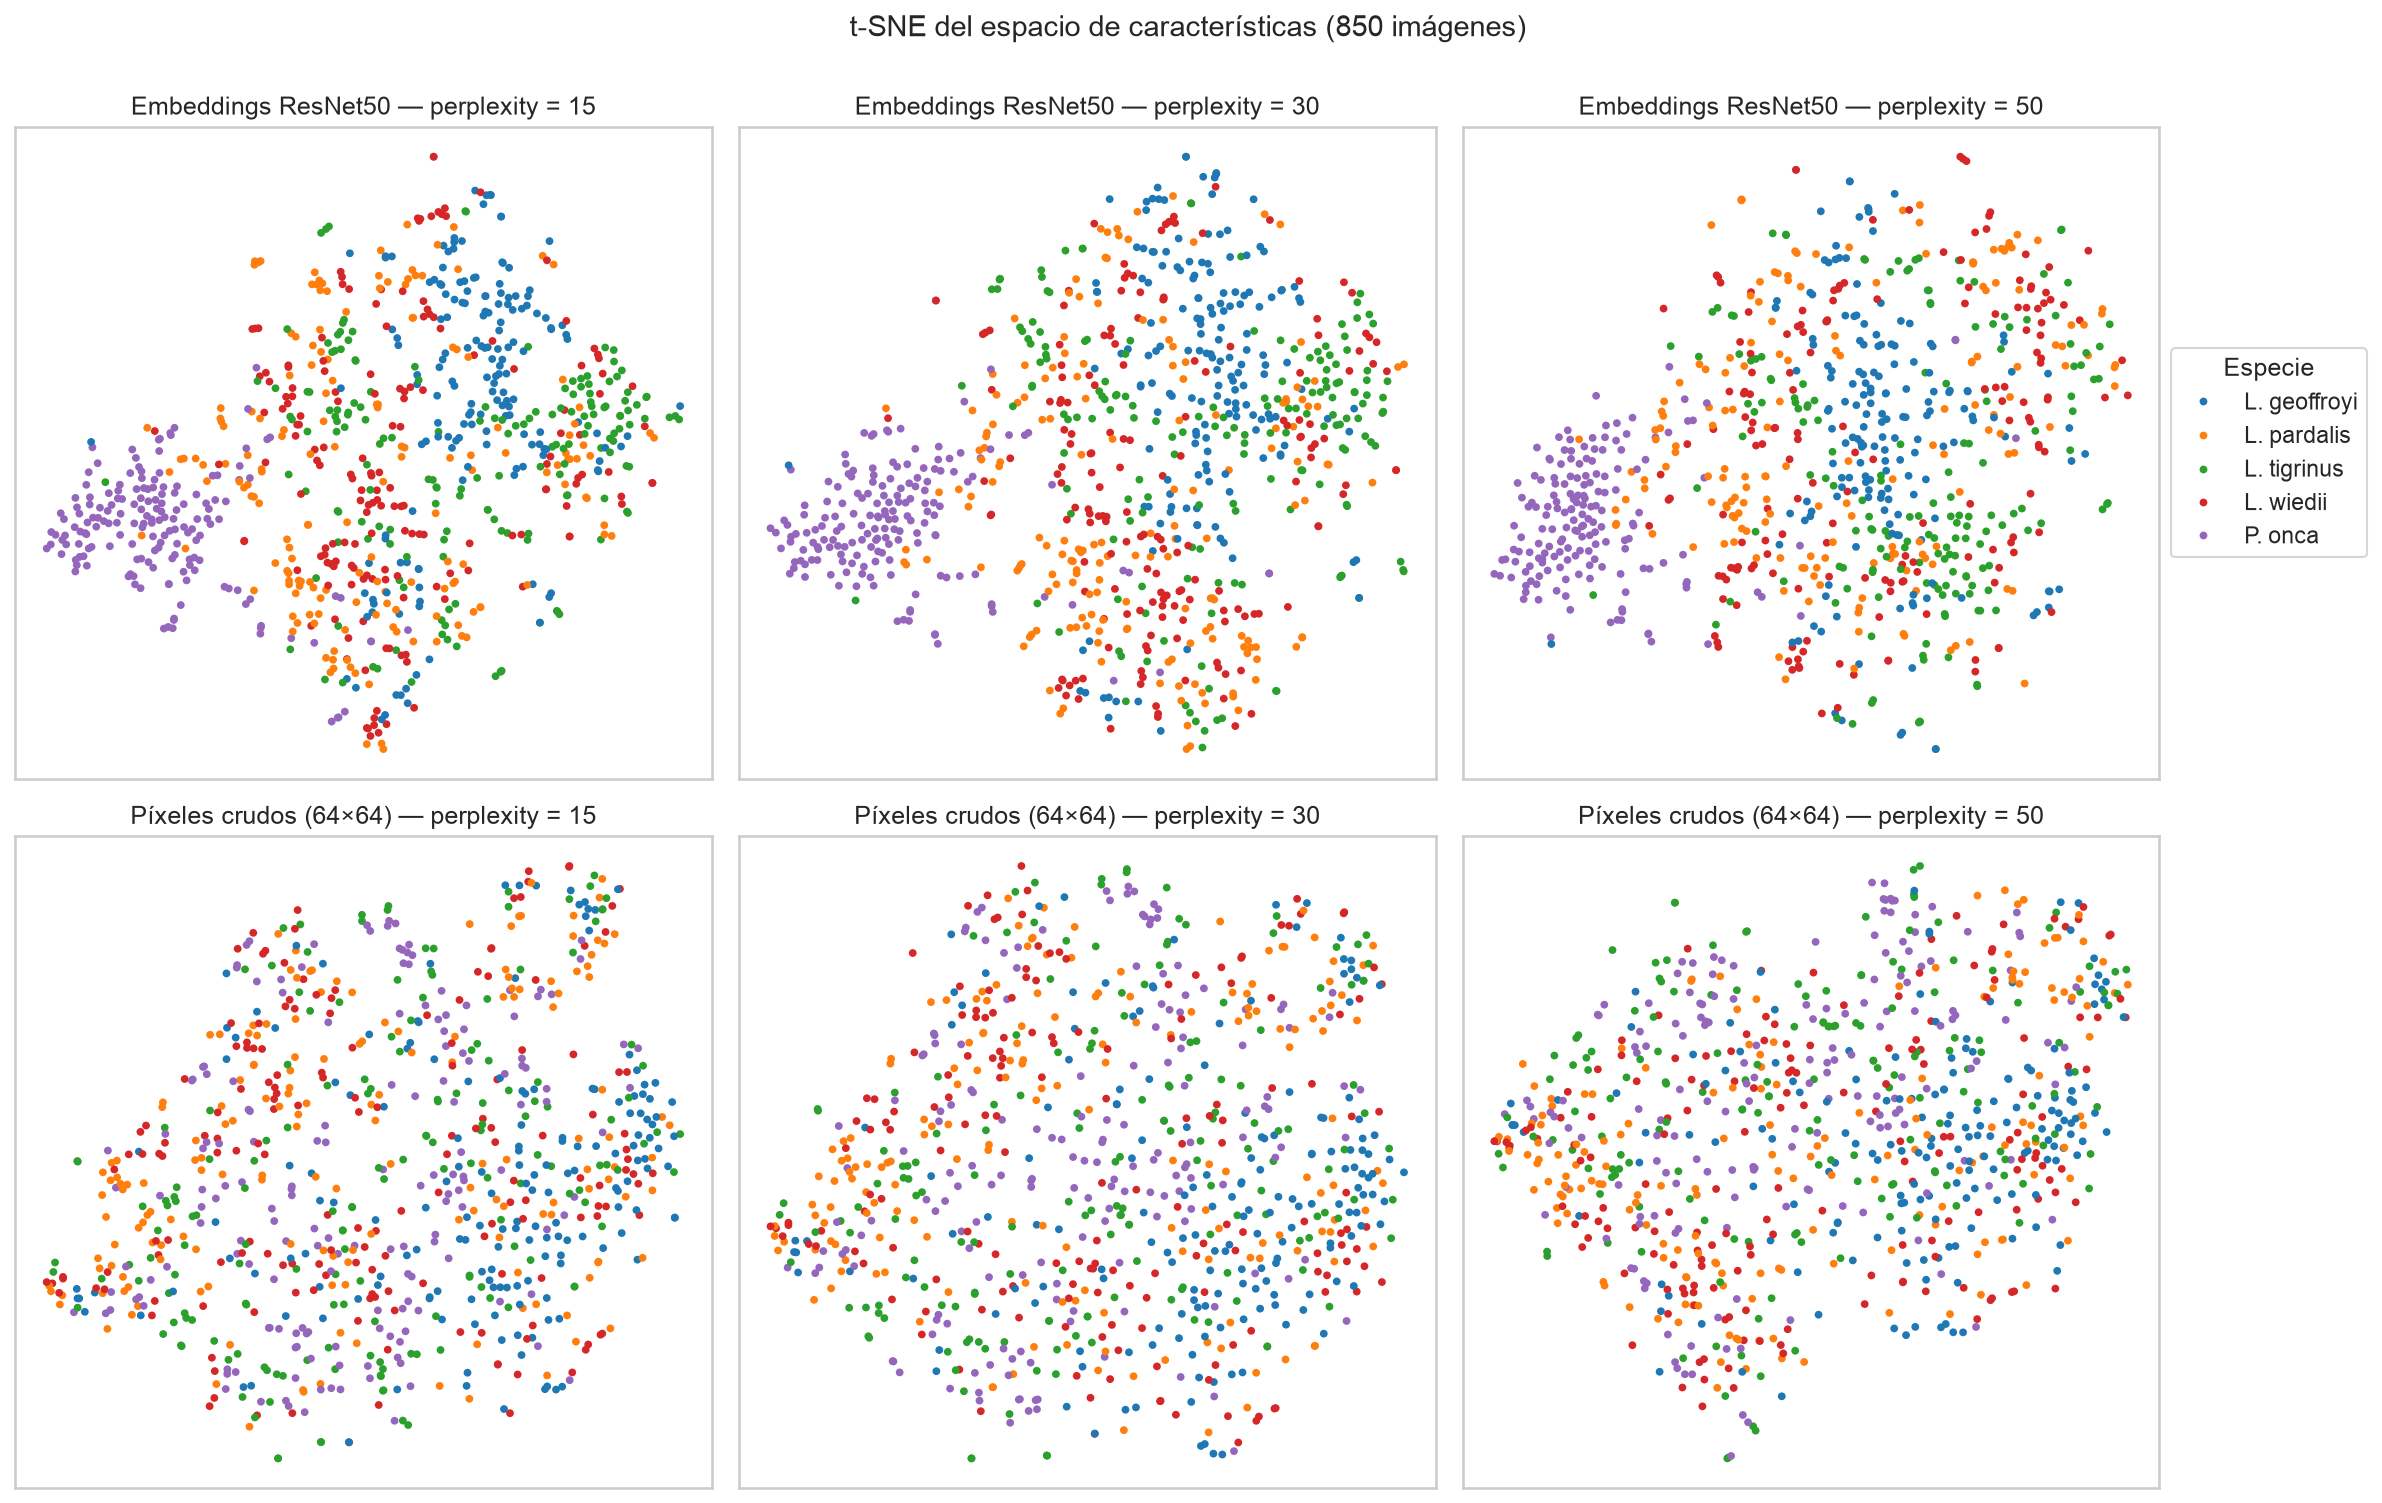 t-SNE del espacio de características (850 imágenes)
Embeddings ResNet50 — perplexity = 15
Embeddings ResNet50 — perplexity = 30
Embeddings ResNet50 — perplexity = 50
Especie
L. geoffroyi
L. pardalis
L. tigrinus
L. wiedii
P. onca
Píxeles crudos (64×64) — perplexity = 15
Píxeles crudos (64×64) — perplexity = 30
Píxeles crudos (64×64) — perplexity = 50